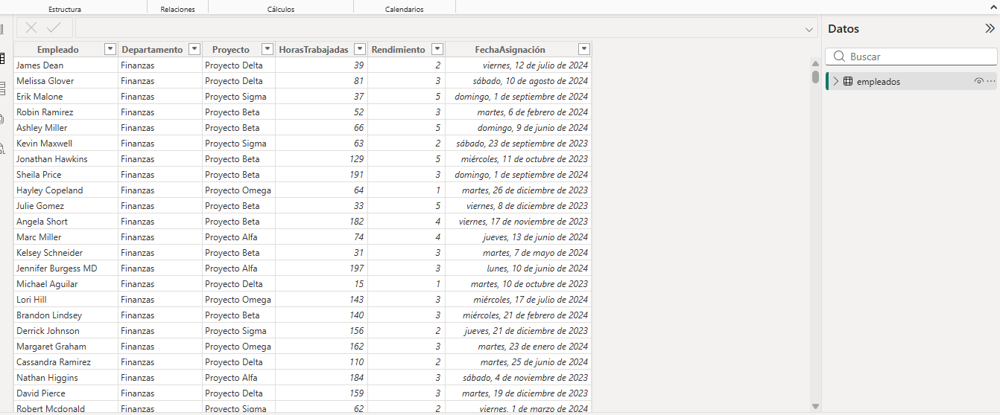 Estructura Relaciones Cálculos Calendarios
Datos
Buscar
empleados
Empleado Departamento Proyecto HorasTrabajadas Rendimiento FechaAsignación
James Dean Finanzas Proyecto Delta 39 2 viernes, 12 de julio de 2024
Melissa Glover Finanzas Proyecto Delta 81 3 sábado, 10 de agosto de 2024
Erik Malone Finanzas Proyecto Sigma 37 5 domingo, 1 de septiembre de 2024
Robin Ramirez Finanzas Proyecto Beta 52 3 martes, 6 de febrero de 2024
Ashley Miller Finanzas Proyecto Beta 66 5 domingo, 9 de junio de 2024
Kevin Maxwell Finanzas Proyecto Sigma 63 2 sábado, 23 de septiembre de 2023
Jonathan Hawkins Finanzas Proyecto Beta 129 5 miércoles, 11 de octubre de 2023
Sheila Price Finanzas Proyecto Beta 191 3 domingo, 1 de septiembre de 2024
Hayley Copeland Finanzas Proyecto Omega 64 1 martes, 26 de diciembre de 2023
Julie Gomez Finanzas Proyecto Beta 33 5 viernes, 8 de diciembre de 2023
Angela Short Finanzas Proyecto Beta 182 4 viernes, 17 de noviembre de 2023
Marc Miller Finanzas Proyecto Alfa 74 4 jueves, 13 de junio de 2024
Kelsey Schneider Finanzas Proyecto Beta 31 3 martes, 7 de mayo de 2024
Jennifer Burgess MD Finanzas Proyecto Alfa 197 3 lunes, 10 de junio de 2024
Michael Aguilar Finanzas Proyecto Delta 15 1 martes, 10 de octubre de 2023
Lori Hill Finanzas Proyecto Omega 143 3 miércoles, 17 de julio de 2024
Brandon Lindsey Finanzas Proyecto Beta 140 3 miércoles, 21 de febrero de 2024
Derrick Johnson Finanzas Proyecto Sigma 156 2 jueves, 21 de diciembre de 2023
Margaret Graham Finanzas Proyecto Omega 162 3 martes, 23 de enero de 2024
Cassandra Ramirez Finanzas Proyecto Delta 110 2 martes, 25 de junio de 2024
Nathan Higgins Finanzas Proyecto Alfa 184 3 sábado, 4 de noviembre de 2023
David Pierce Finanzas Proyecto Delta 159 3 martes, 19 de diciembre de 2023
Robert Mcdonald Finanzas Proyecto Sigma 62 2 viernes, 1 de marzo de 2024